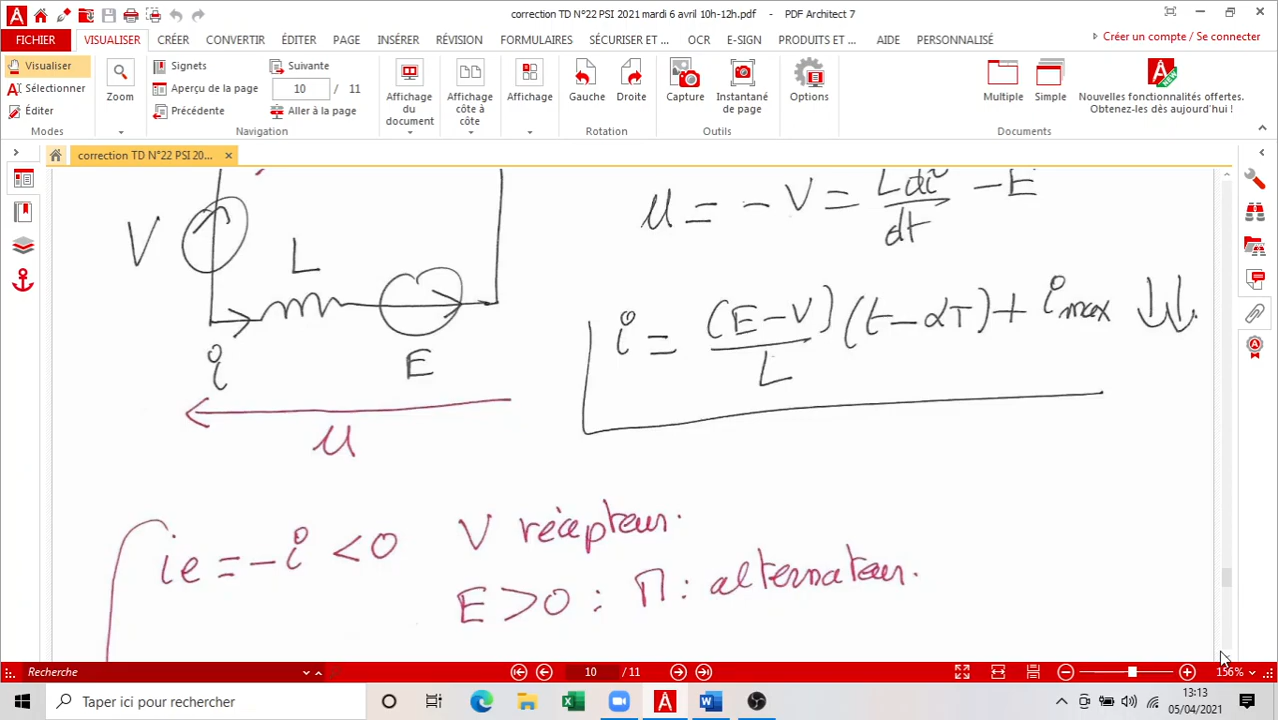 correction TD N°22 PSI 2021 mardi 6 avril 10h-12h.pdf - PDF Architect 7
FICHIER VISUALISER CRÉER CONVERTIR ÉDITER PAGE INSÉRER RÉVISION FORMULAIRES SÉCURISER ET ... OCR E-SSN PRODUITS ET ... AIDE PERSONNALISÉ Créer un compte / Se connecter
Visualiser
Sélectionner
Éditer
Modes
Zoom
Signets
Aperçu de la page
Précédente
Suivante
10 / 11
Aller à la page
Navigation
Affichage du document
Affichage côte à côte
Affichage
Gauche Droite
Rotation
Capture
Instantané de page
Outils
Options
Multiple Simple
Nouvelles fonctionnalités offertes.
Obtenez-les dès aujourd'hui !
Documents
correction TD N°22 PSI 20...
u = - V = L di/dt - E
V
L
i = (E - V)/L (t - αT) + i max ↓↓.
i
E
u
ie = - i < 0 V récepteur.
E > 0 : M : alternateur.
Recherche
10 / 11
156%
Taper ici pour rechercher
13:13
05/04/2021